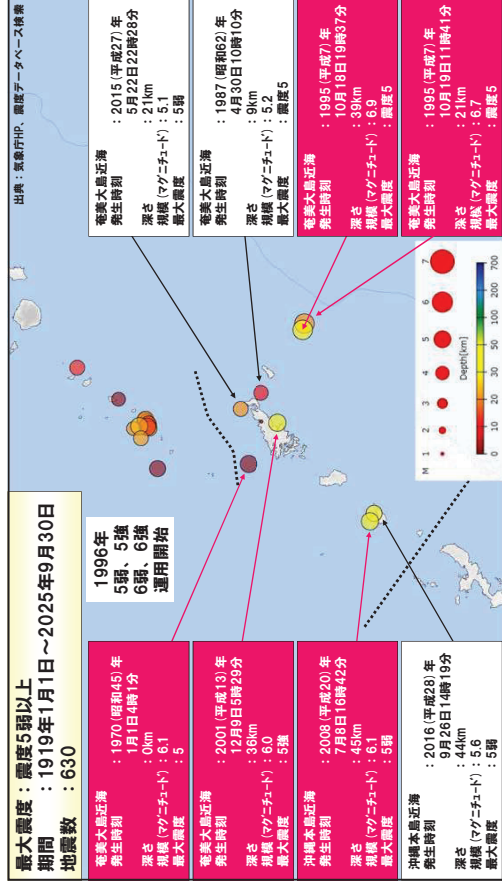 最大震度：震度5弱以上
期間　：1919年1月1日～2025年9月30日
地震数　：630
出典：気象庁HP、震度データベース検索
1996年
5弱、5強
6弱、6強
運用開始
奄美大島近海　：1970(昭和45)年
発生時刻　1月1日4時1分
深さ　：0km
規模(マグニチュード)：6.1
最大震度　：5
奄美大島近海　：2001(平成13)年
発生時刻　12月9日5時29分
深さ　：36km
規模(マグニチュード)：6.0
最大震度　：5強
沖縄本島近海　：2008(平成20)年
発生時刻　7月8日16時42分
深さ　：45km
規模(マグニチュード)：6.1
最大震度　：5弱
沖縄本島近海　：2016(平成28)年
発生時刻　9月26日14時19分
深さ　：44km
規模(マグニチュード)：5.6
最大震度　：5弱
奄美大島近海　：2015(平成27)年
発生時刻　5月22日22時28分
深さ　：21km
規模(マグニチュード)：5.1
最大震度　：5弱
奄美大島近海　：1987(昭和62)年
発生時刻　4月30日10時10分
深さ　：9km
規模(マグニチュード)：5.2
最大震度　：震度5
奄美大島近海　：1995(平成7)年
発生時刻　10月18日19時37分
深さ　：39km
規模(マグニチュード)：6.9
最大震度　：震度5
奄美大島近海　：1995(平成7)年
発生時刻　10月19日11時41分
深さ　：21km
規模(マグニチュード)：6.7
最大震度　：震度5
M 1 2 3 4 5 6 7
Depth[km]
0 10 30 50 100 200 700